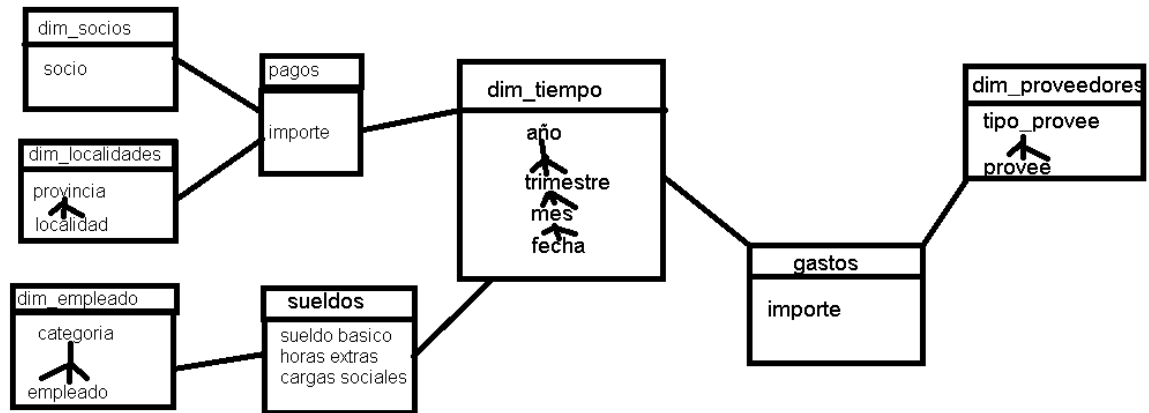 dim_socios
socio
dim_localidades
provincia
localidad
dim_empleado
categoria
empleado
pagos
importe
sueldos
sueldo basico
horas extras
cargas sociales
dim_tiempo
año
trimestre
mes
fecha
gastos
importe
dim_proveedores
tipo_provee
provee